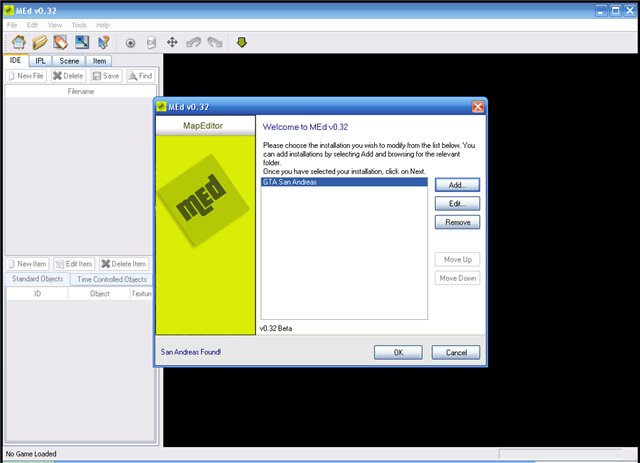 MEd v0.32
File Edit View Tools Help
IDE IPL Scene Item
New File Delete Save Find
Filename
MEd v0.32
MapEditor
MEd
Welcome to MEd v0.32
Please choose the installation you wish to modify from the list below. You
can add installations by selecting Add and browsing for the relevant
folder.
Once you have selected your installation, click on Next.
GTA San Andreas
Add...
Edit...
Remove
Move Up
Move Down
v0.32 Beta
San Andreas Found!
OK Cancel
New Item Edit Item Delete Item
Standard Objects Time Controlled Objects
ID Object Texture
No Game Loaded